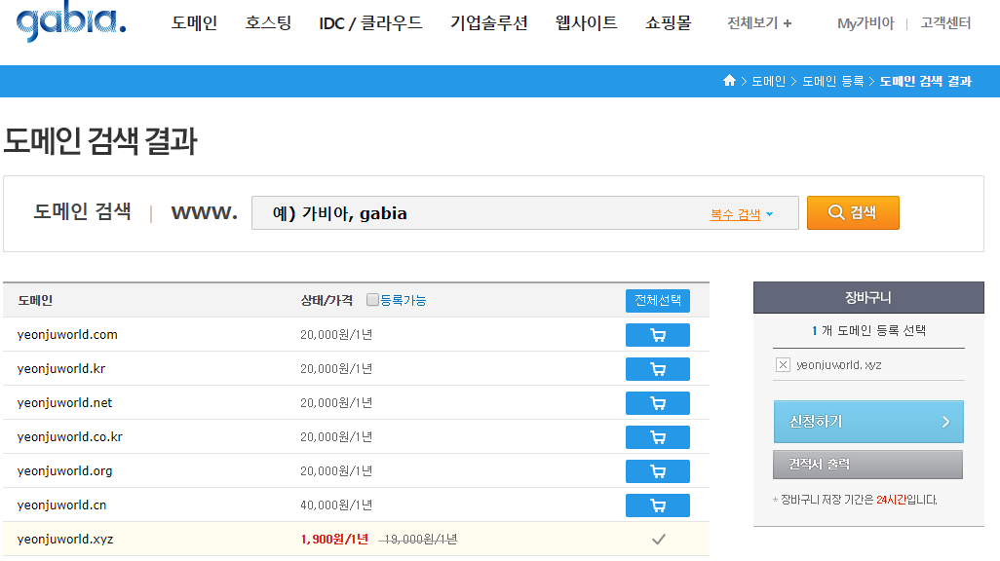 gabia.
도메인 호스팅 IDC / 클라우드 기업솔루션 웹사이트 쇼핑몰 전체보기 + My가비아 | 고객센터
> 도메인 > 도메인 등록 > 도메인 검색 결과
도메인 검색 결과
도메인 검색 | www. 예) 가비아, gabia 복수 검색 검색
도메인 상태/가격 등록가능 전체선택
yeonjuworld.com 20,000원/1년
yeonjuworld.kr 20,000원/1년
yeonjuworld.net 20,000원/1년
yeonjuworld.co.kr 20,000원/1년
yeonjuworld.org 20,000원/1년
yeonjuworld.cn 40,000원/1년
yeonjuworld.xyz 1,900원/1년 19,000원/1년
장바구니
1 개 도메인 등록 선택
yeonjuworld.xyz
신청하기
견적서 출력
* 장바구니 저장 기간은 24시간입니다.